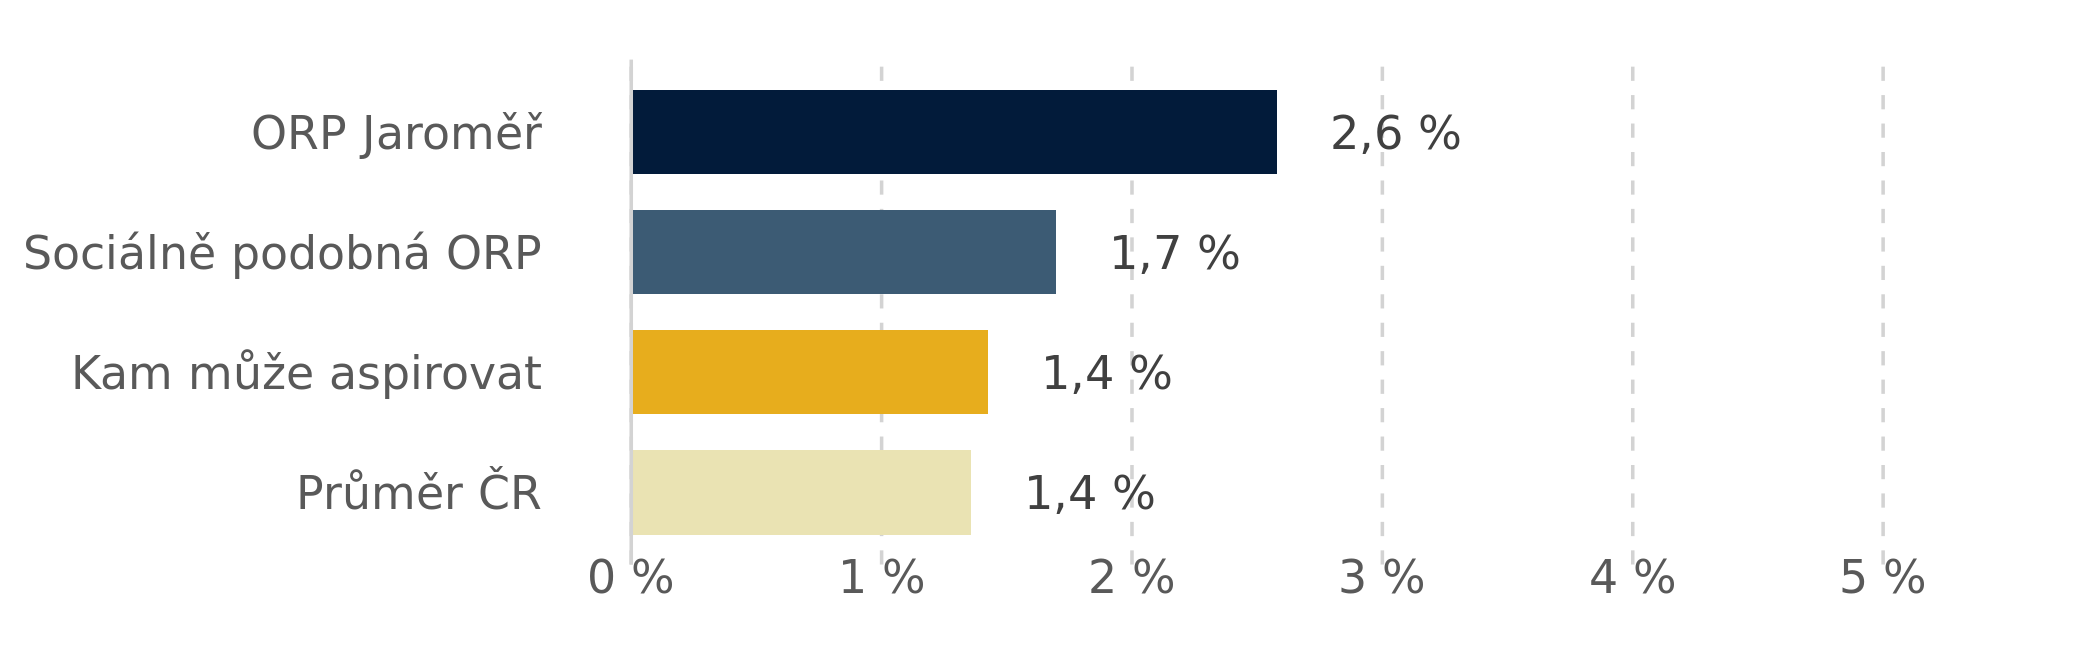 ORP Jaroměř 2,6 %
Sociálně podobná ORP 1,7 %
Kam může aspirovat 1,4 %
Průměr ČR 1,4 %
0 % 1 % 2 % 3 % 4 % 5 %